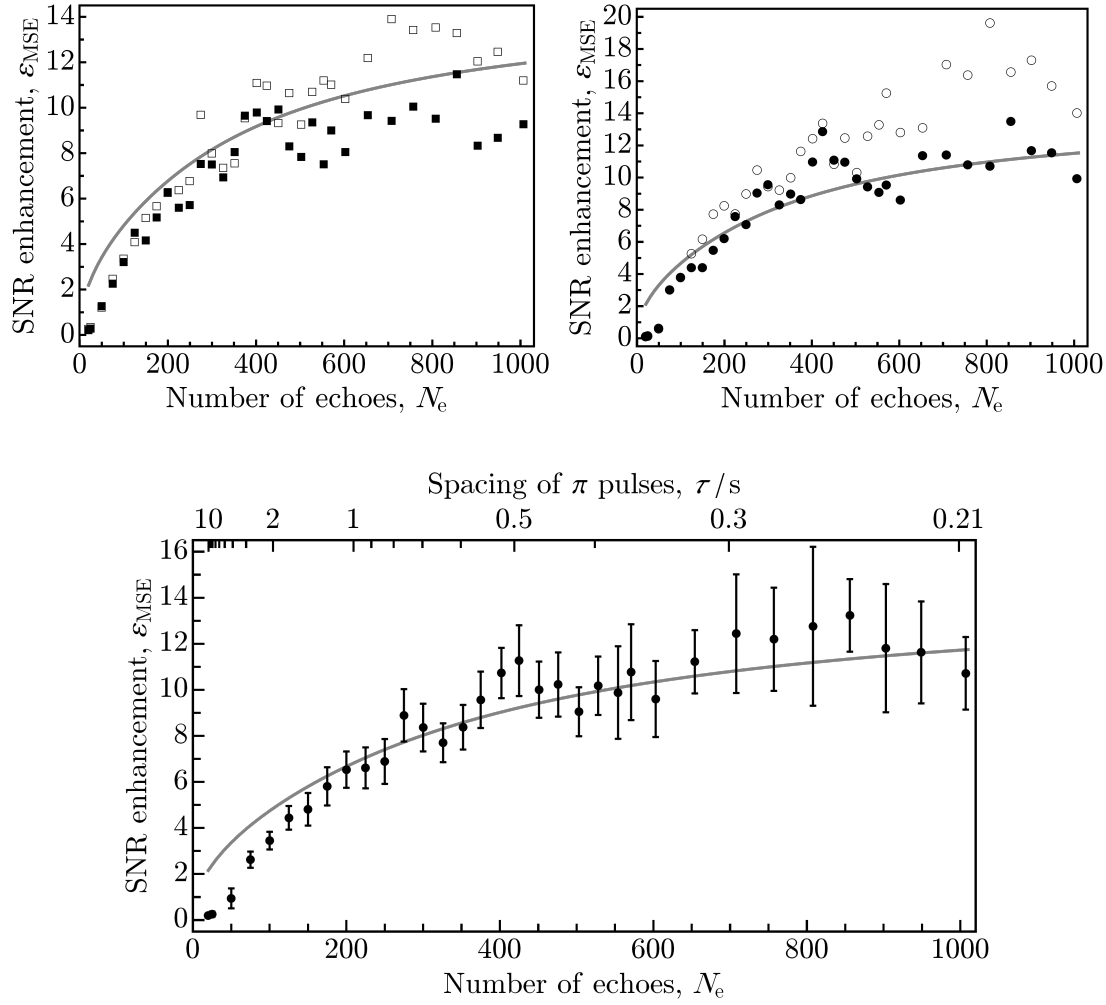 14
12
10
8
6
4
2
0
SNR enhancement, εMSE
0 200 400 600 800 1000
Number of echoes, Ne
20
18
16
14
12
10
8
6
4
2
0
SNR enhancement, εMSE
0 200 400 600 800 1000
Number of echoes, Ne
Spacing of π pulses, τ/s
10 2 1 0.5 0.3 0.21
16
14
12
10
8
6
4
2
0
SNR enhancement, εMSE
0 200 400 600 800 1000
Number of echoes, Ne